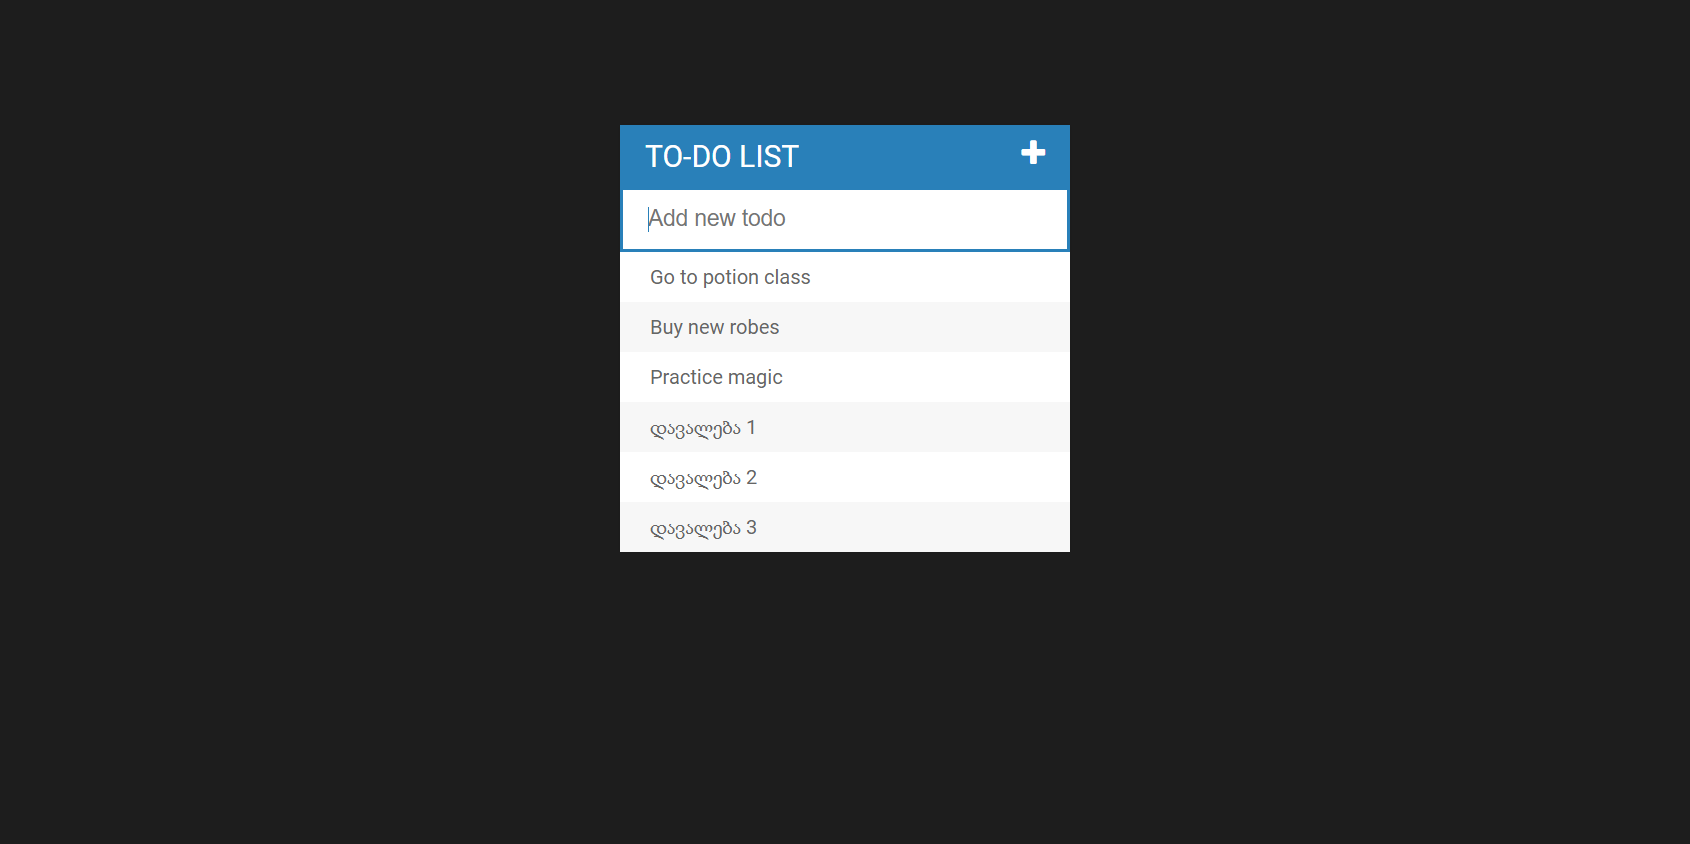 TO-DO LIST
Add new todo
Go to potion class
Buy new robes
Practice magic
დავალება 1
დავალება 2
დავალება 3